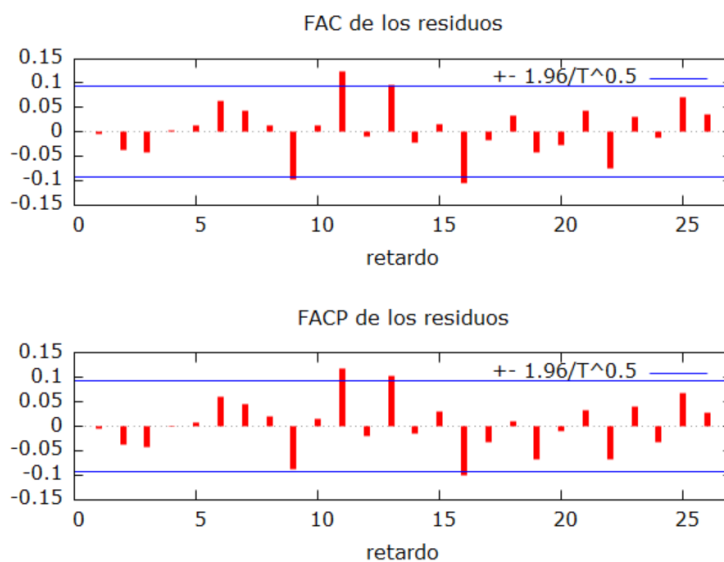 FAC de los residuos
0.15
+- 1.96/T^0.5
0.1
0.05
0
-0.05
-0.1
-0.15
0 5 10 15 20 25
retardo
FACP de los residuos
0.15
+- 1.96/T^0.5
0.1
0.05
0
-0.05
-0.1
-0.15
0 5 10 15 20 25
retardo